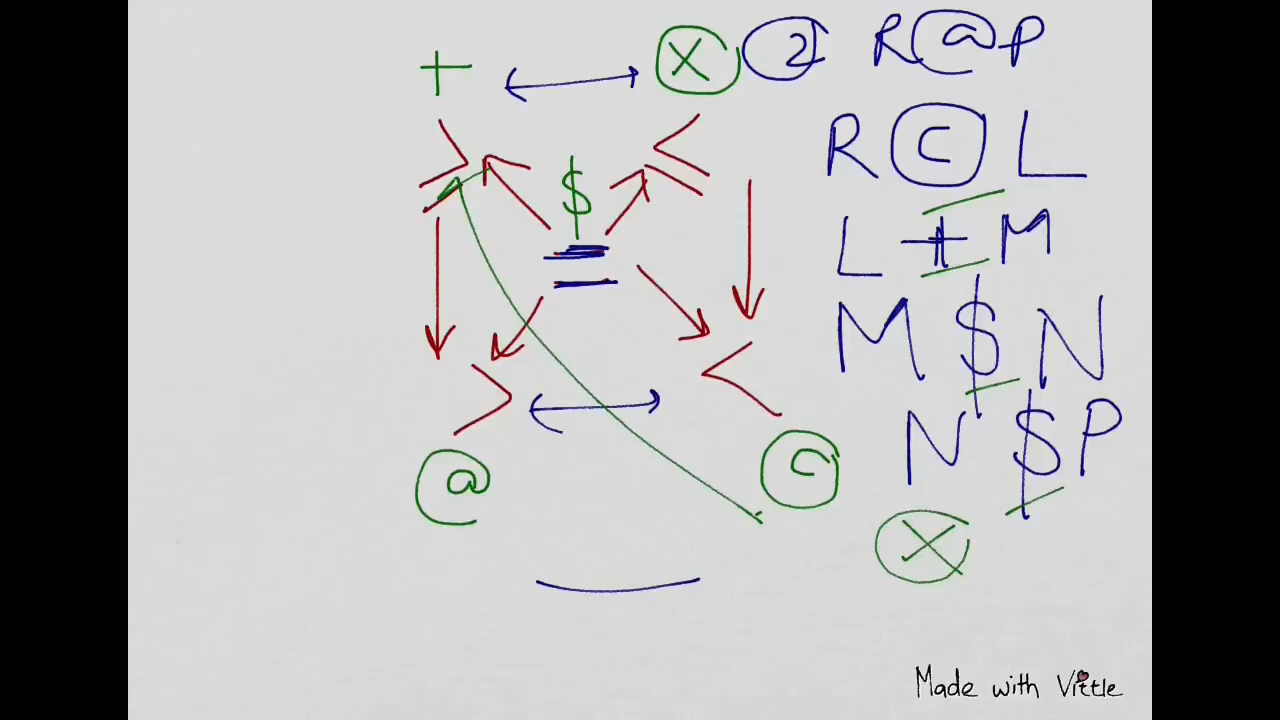 + ↔ Ⓧ ② R @ P
≥ ≤ R © L
$
= L + M
M $ N
> ↔ < N $ P
@ ©
Ⓧ
Made with Vittle